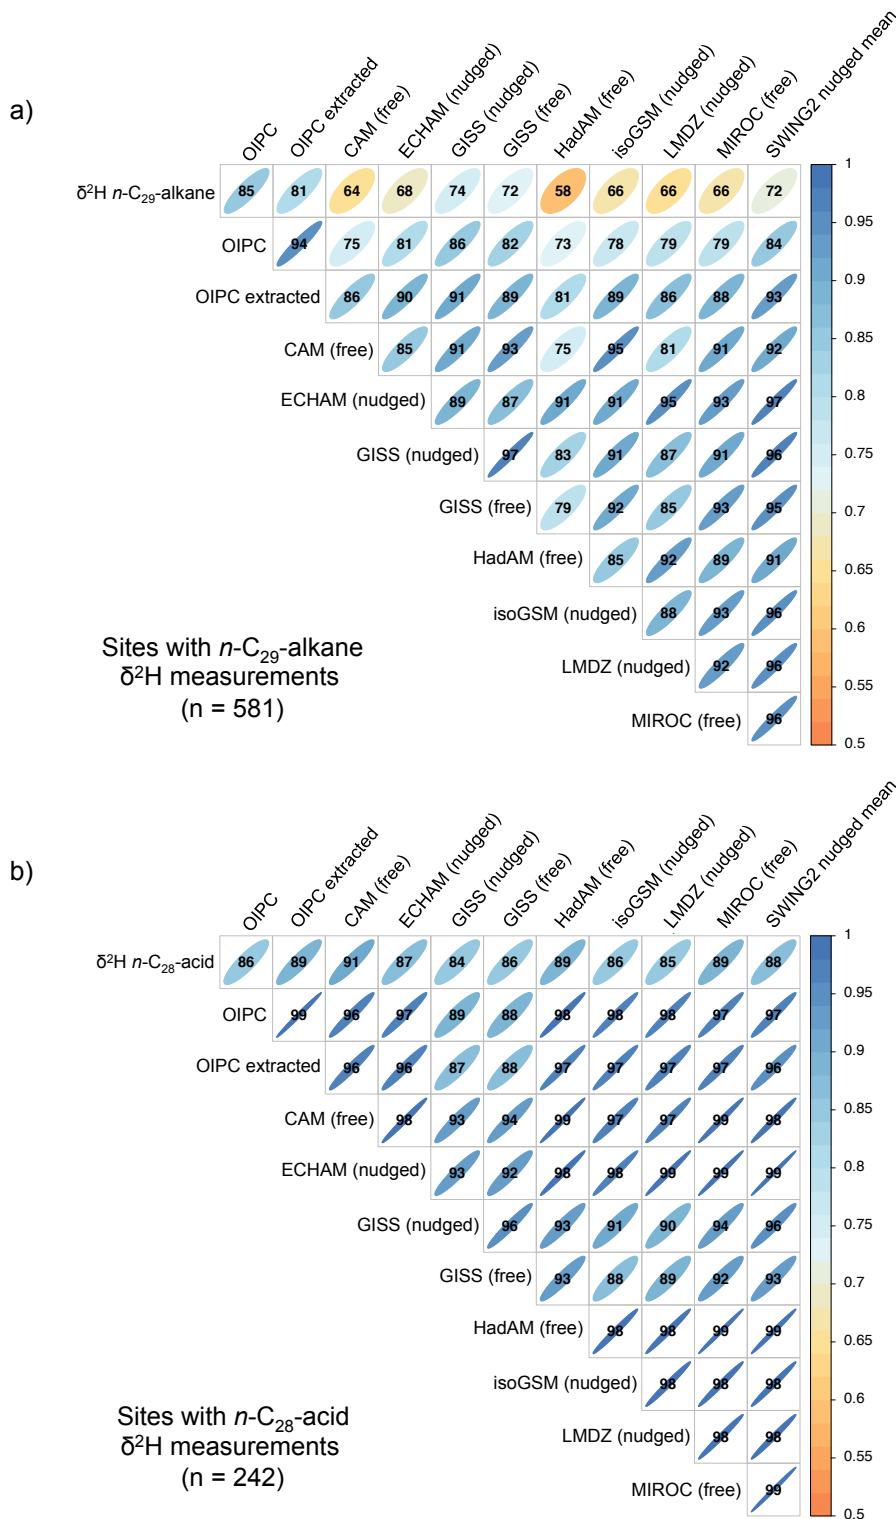 a)
OIPC
OIPC extracted
CAM (free)
ECHAM (nudged)
GISS (nudged)
GISS (free)
HadAM (free)
isoGSM (nudged)
LMDZ (nudged)
MIROC (free)
SWING2 nudged mean
δ²H n-C₂₉-alkane 85 81 64 68 74 72 58 66 66 66 72
OIPC 94 75 81 86 82 73 78 79 79 84
OIPC extracted 86 90 91 89 81 89 86 88 93
CAM (free) 85 91 93 75 95 81 91 92
ECHAM (nudged) 89 87 91 91 95 93 97
GISS (nudged) 97 83 91 87 91 96
GISS (free) 79 92 85 93 95
HadAM (free) 85 92 89 91
isoGSM (nudged) 88 93 96
LMDZ (nudged) 92 96
MIROC (free) 96
1
0.95
0.9
0.85
0.8
0.75
0.7
0.65
0.6
0.55
0.5
Sites with n-C₂₉-alkane
δ²H measurements
(n = 581)
b)
OIPC
OIPC extracted
CAM (free)
ECHAM (nudged)
GISS (nudged)
GISS (free)
HadAM (free)
isoGSM (nudged)
LMDZ (nudged)
MIROC (free)
SWING2 nudged mean
δ²H n-C₂₈-acid 86 89 91 87 84 86 89 86 85 89 88
OIPC 99 96 97 89 88 98 98 98 97 97
OIPC extracted 96 96 87 88 97 97 97 97 96
CAM (free) 98 93 94 99 97 97 99 98
ECHAM (nudged) 93 92 98 98 99 99 99
GISS (nudged) 96 93 91 90 94 96
GISS (free) 93 88 89 92 93
HadAM (free) 98 98 99 99
isoGSM (nudged) 98 98 98
LMDZ (nudged) 98 98
MIROC (free) 99
1
0.95
0.9
0.85
0.8
0.75
0.7
0.65
0.6
0.55
0.5
Sites with n-C₂₈-acid
δ²H measurements
(n = 242)